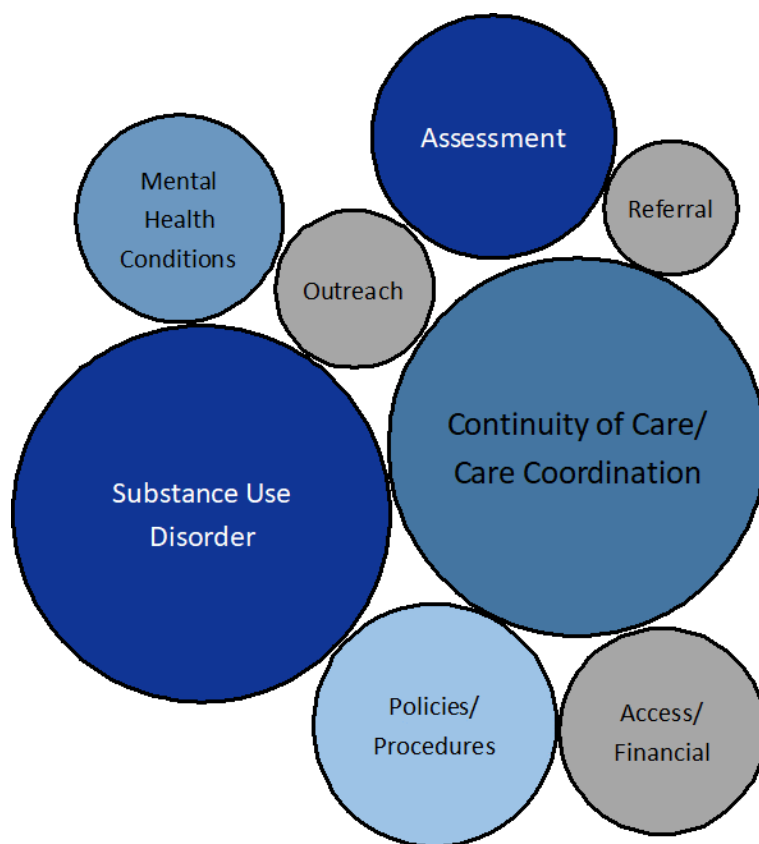 Assessment
Mental
Health
Conditions
Referral
Outreach
Continuity of Care/
Care Coordination
Substance Use
Disorder
Policies/
Procedures
Access/
Financial